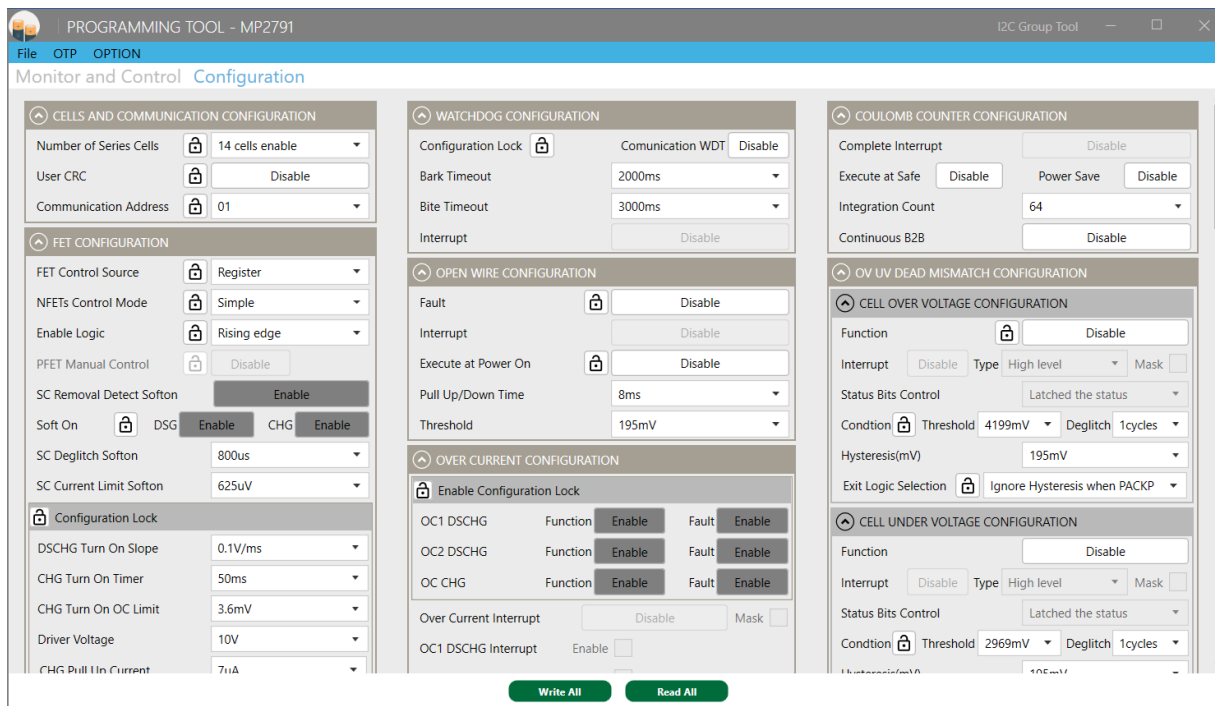 PROGRAMMING TOOL - MP2791
I2C Group Tool
File OTP OPTION
Monitor and Control Configuration
CELLS AND COMMUNICATION CONFIGURATION
Number of Series Cells 14 cells enable
User CRC Disable
Communication Address 01
FET CONFIGURATION
FET Control Source Register
NFETs Control Mode Simple
Enable Logic Rising edge
PFET Manual Control Disable
SC Removal Detect Softon Enable
Soft On DSG Enable CHG Enable
SC Deglitch Softon 800us
SC Current Limit Softon 625uV
Configuration Lock
DSCHG Turn On Slope 0.1V/ms
CHG Turn On Timer 50ms
CHG Turn On OC Limit 3.6mV
Driver Voltage 10V
CHG Pull Up Current 7uA
WATCHDOG CONFIGURATION
Configuration Lock Comunication WDT Disable
Bark Timeout 2000ms
Bite Timeout 3000ms
Interrupt Disable
OPEN WIRE CONFIGURATION
Fault Disable
Interrupt Disable
Execute at Power On Disable
Pull Up/Down Time 8ms
Threshold 195mV
OVER CURRENT CONFIGURATION
Enable Configuration Lock
OC1 DSCHG Function Enable Fault Enable
OC2 DSCHG Function Enable Fault Enable
OC CHG Function Enable Fault Enable
Over Current Interrupt Disable Mask
OC1 DSCHG Interrupt Enable
COULOMB COUNTER CONFIGURATION
Complete Interrupt Disable
Execute at Safe Disable Power Save Disable
Integration Count 64
Continuous B2B Disable
OV UV DEAD MISMATCH CONFIGURATION
CELL OVER VOLTAGE CONFIGURATION
Function Disable
Interrupt Disable Type High level Mask
Status Bits Control Latched the status
Condtion Threshold 4199mV Deglitch 1cycles
Hysteresis(mV) 195mV
Exit Logic Selection Ignore Hysteresis when PACKP
CELL UNDER VOLTAGE CONFIGURATION
Function Disable
Interrupt Disable Type High level Mask
Status Bits Control Latched the status
Condtion Threshold 2969mV Deglitch 1cycles
Hysteresis(mV) 195mV
Write All Read All